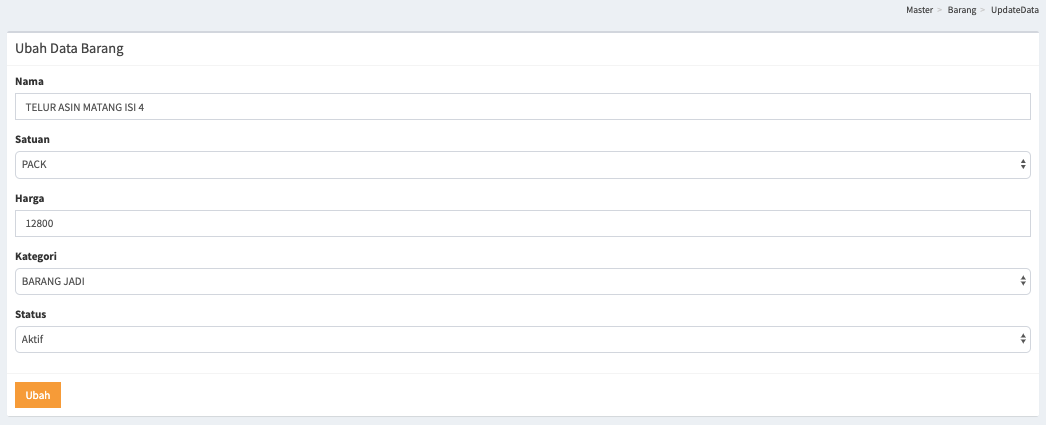 Master > Barang > UpdateData
Ubah Data Barang
Nama
TELUR ASIN MATANG ISI 4
Satuan
PACK
Harga
12800
Kategori
BARANG JADI
Status
Aktif
Ubah